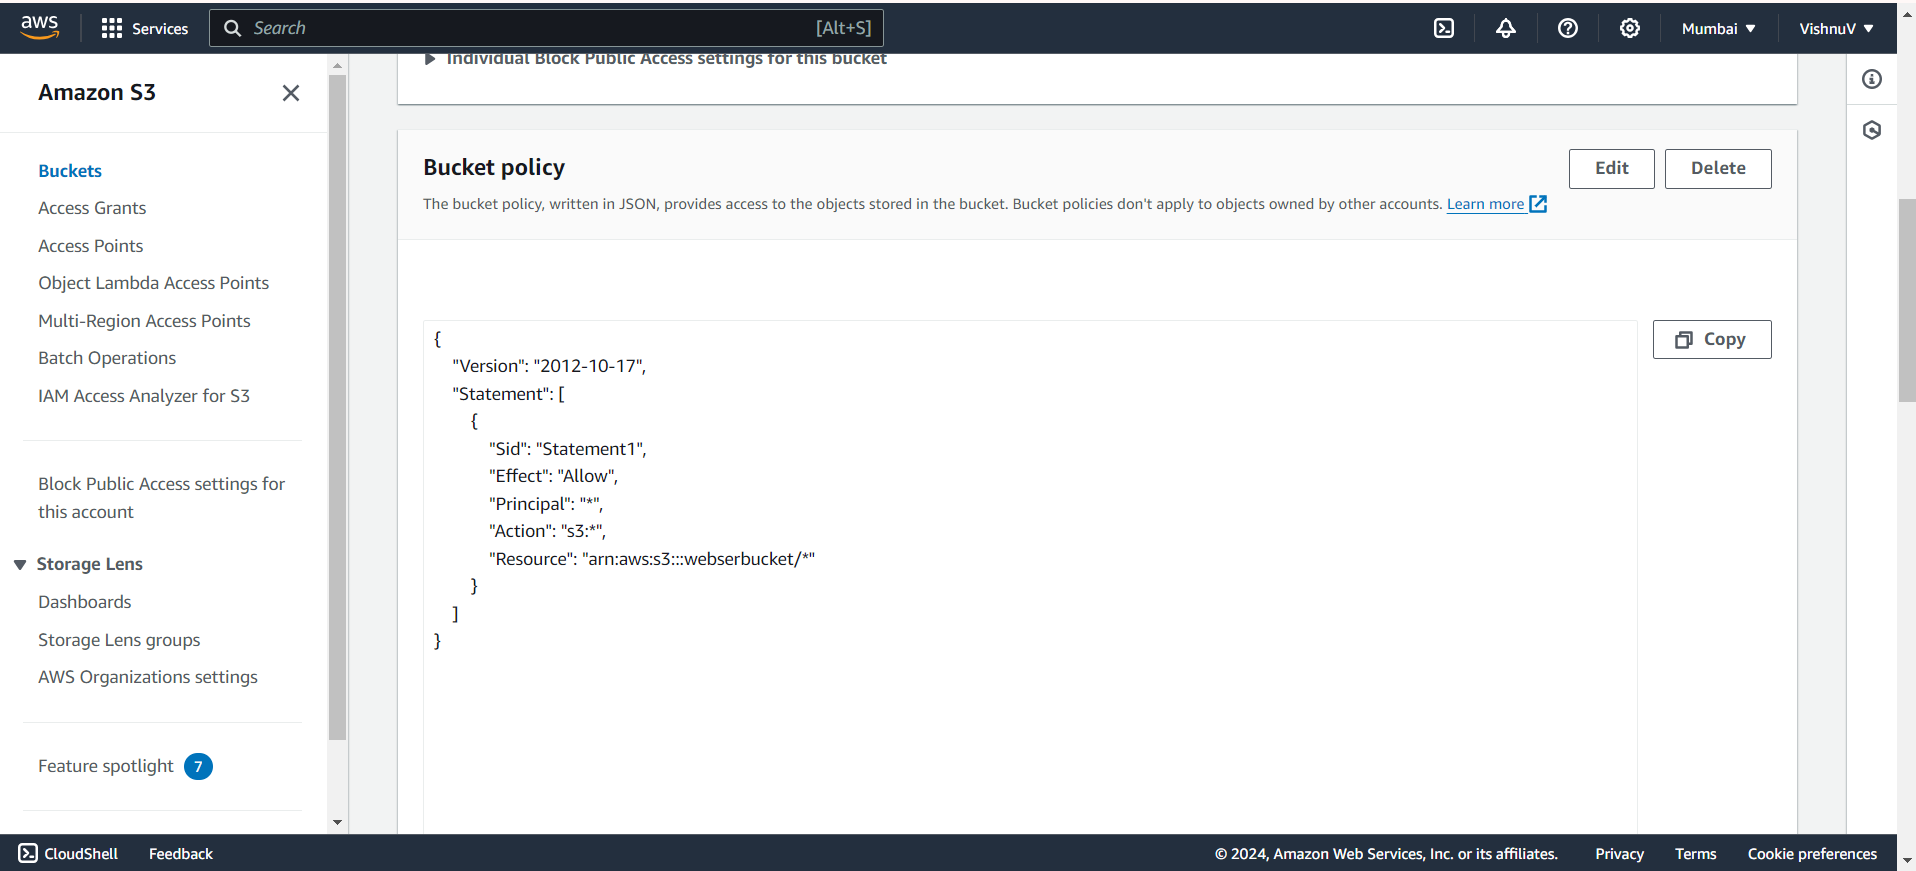 aws
Services
Search
[Alt+S]
Mumbai ▼
VishnuV ▼
Amazon S3
Buckets
Access Grants
Access Points
Object Lambda Access Points
Multi-Region Access Points
Batch Operations
IAM Access Analyzer for S3
Block Public Access settings for
this account
Storage Lens
Dashboards
Storage Lens groups
AWS Organizations settings
Feature spotlight 7
Individual Block Public Access settings for this bucket
Bucket policy
Edit
Delete
The bucket policy, written in JSON, provides access to the objects stored in the bucket. Bucket policies don't apply to objects owned by other accounts. Learn more
Copy
{
"Version": "2012-10-17",
"Statement": [
{
"Sid": "Statement1",
"Effect": "Allow",
"Principal": "*",
"Action": "s3:*",
"Resource": "arn:aws:s3:::webserbucket/*"
}
]
}
CloudShell
Feedback
© 2024, Amazon Web Services, Inc. or its affiliates.
Privacy
Terms
Cookie preferences